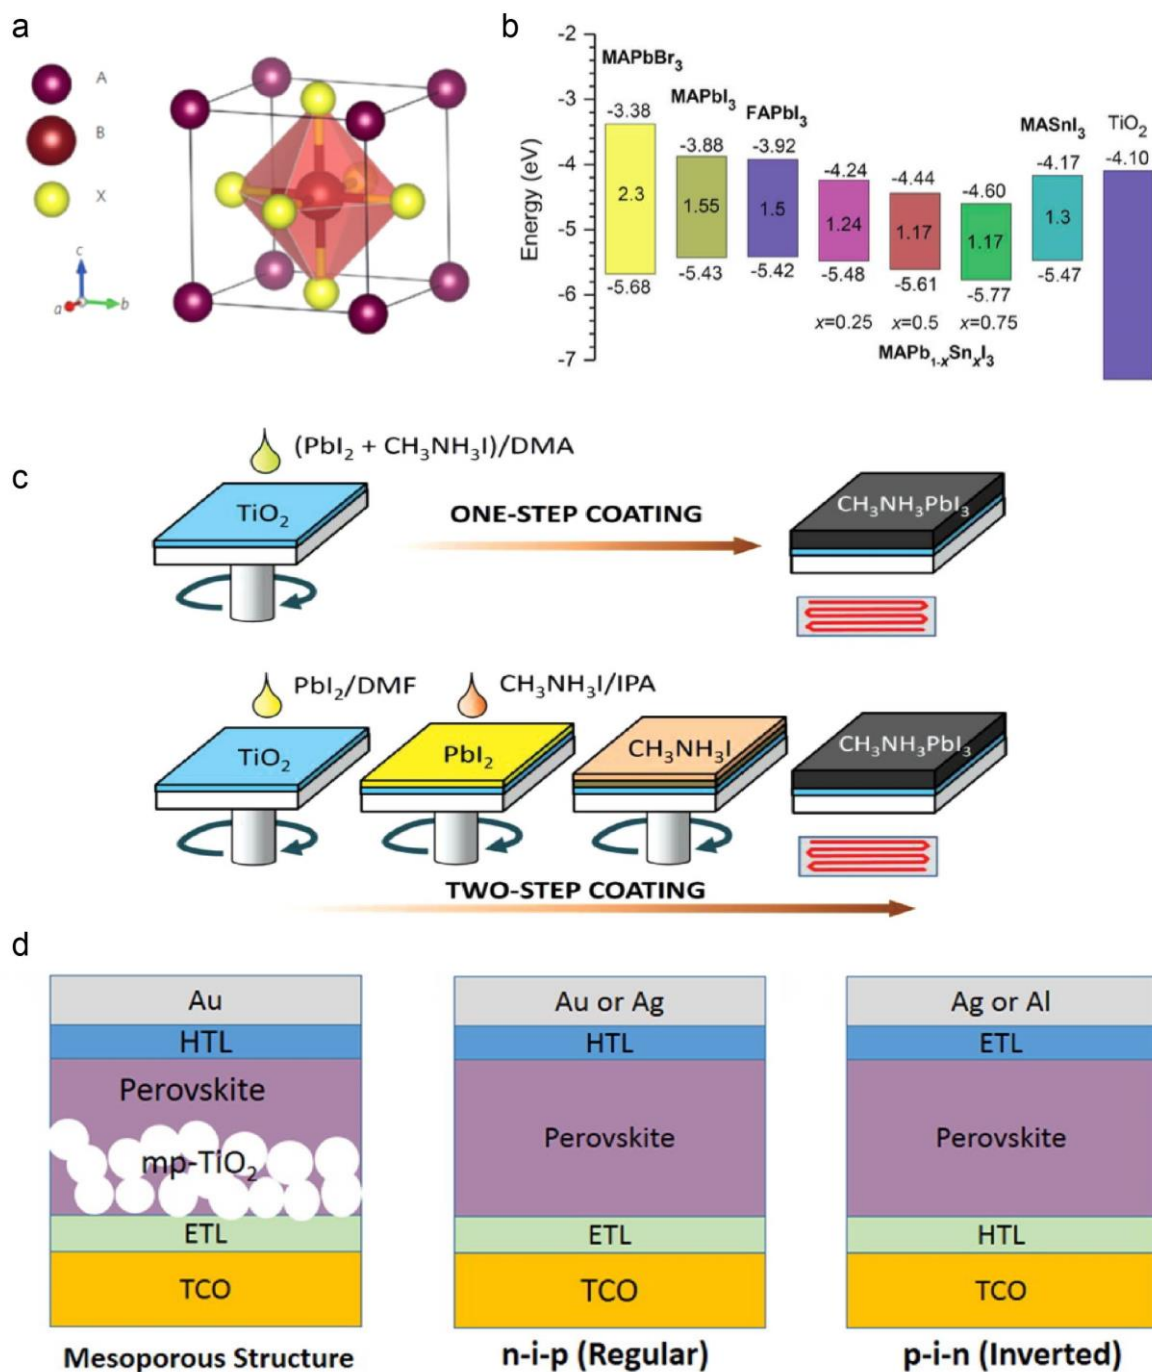 a
A
B
X
c
a
b
b
Energy (eV)
-2
-3
-4
-5
-6
-7
MAPbBr₃
-3.38
2.3
-5.68
MAPbI₃
-3.88
1.55
-5.43
FAPbI₃
-3.92
1.5
-5.42
-4.24
1.24
-5.48
x=0.25
-4.44
1.17
-5.61
x=0.5
-4.60
1.17
-5.77
x=0.75
MAPb₁₋ₓSnₓI₃
MASnI₃
-4.17
1.3
-5.47
TiO₂
-4.10
c
(PbI₂ + CH₃NH₃I)/DMA
TiO₂
ONE-STEP COATING
CH₃NH₃PbI₃
PbI₂/DMF
CH₃NH₃I/IPA
TiO₂
PbI₂
CH₃NH₃I
CH₃NH₃PbI₃
TWO-STEP COATING
d
Au
HTL
Perovskite
mp-TiO₂
ETL
TCO
Mesoporous Structure
Au or Ag
HTL
Perovskite
ETL
TCO
n-i-p (Regular)
Ag or Al
ETL
Perovskite
HTL
TCO
p-i-n (Inverted)